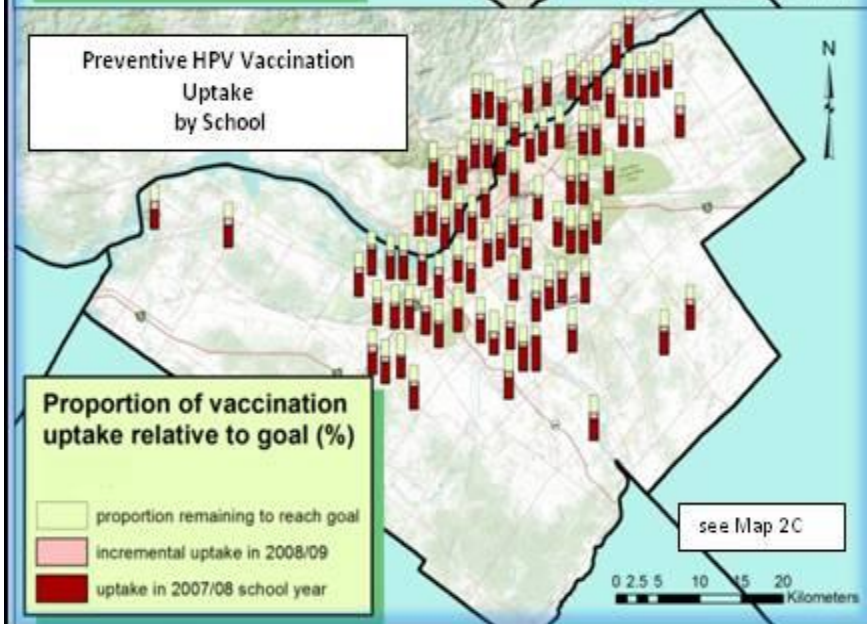 Preventive HPV Vaccination
Uptake
by School
N
Proportion of vaccination
uptake relative to goal (%)
proportion remaining to reach goal
incremental uptake in 2008/09
uptake in 2007/08 school year
see Map 2C
0 2.5 5 10 15 20
Kilometers